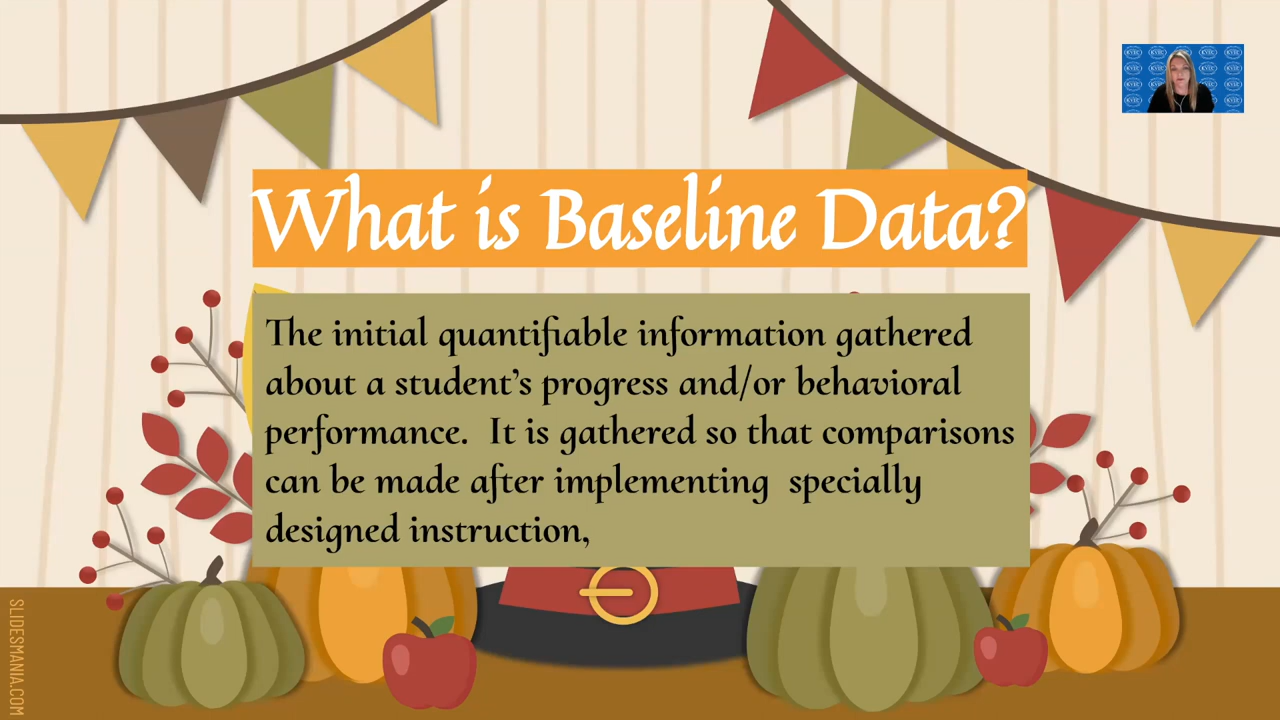 What is Baseline Data?
The initial quantifiable information gathered
about a student's progress and/or behavioral
performance.  It is gathered so that comparisons
can be made after implementing  specially
designed instruction,
SLIDESMANIA.COM